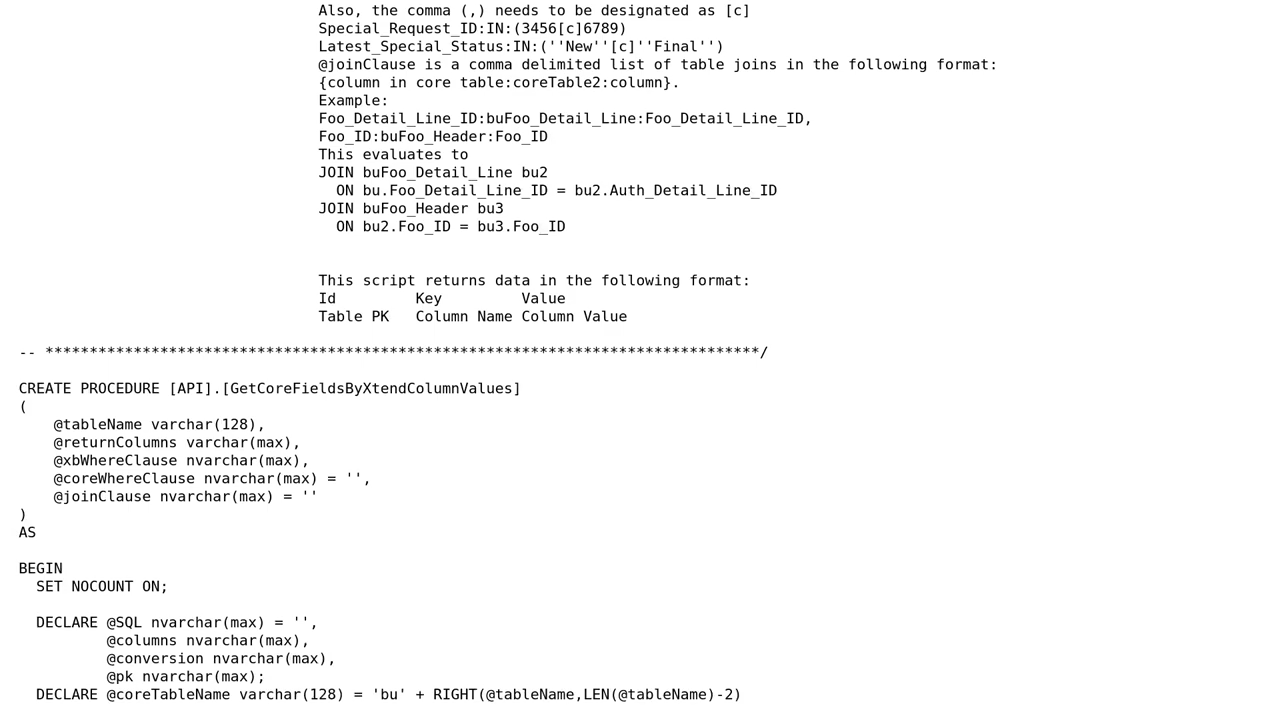 Also, the comma (,) needs to be designated as [c]
Special_Request_ID:IN:(3456[c]6789)
Latest_Special_Status:IN:(''New''[c]''Final'')
@joinClause is a comma delimited list of table joins in the following format:
{column in core table:coreTable2:column}.
Example:
Foo_Detail_Line_ID:buFoo_Detail_Line:Foo_Detail_Line_ID,
Foo_ID:buFoo_Header:Foo_ID
This evaluates to
JOIN buFoo_Detail_Line bu2
ON bu.Foo_Detail_Line_ID = bu2.Auth_Detail_Line_ID
JOIN buFoo_Header bu3
ON bu2.Foo_ID = bu3.Foo_ID
This script returns data in the following format:
Id Key Value
Table PK Column Name Column Value
-- *********************************************************************************/
CREATE PROCEDURE [API].[GetCoreFieldsByXtendColumnValues]
(
@tableName varchar(128),
@returnColumns varchar(max),
@xbWhereClause nvarchar(max),
@coreWhereClause nvarchar(max) = '',
@joinClause nvarchar(max) = ''
)
AS
BEGIN
SET NOCOUNT ON;
DECLARE @SQL nvarchar(max) = '',
@columns nvarchar(max),
@conversion nvarchar(max),
@pk nvarchar(max);
DECLARE @coreTableName varchar(128) = 'bu' + RIGHT(@tableName,LEN(@tableName)-2)